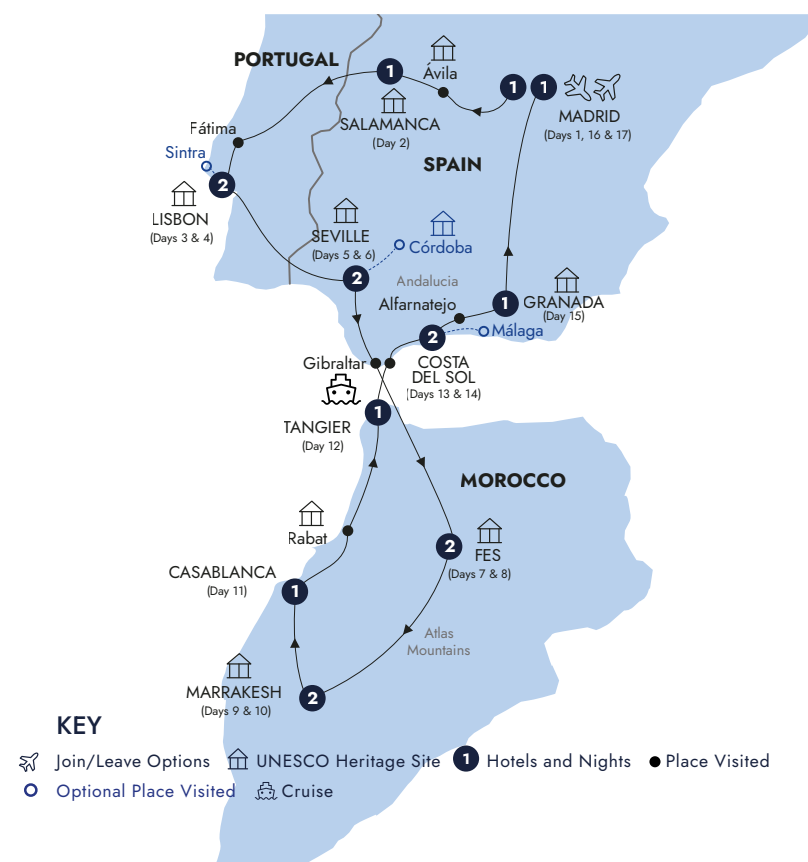 PORTUGAL
Ávila
1
1
1
MADRID
(Days 1, 16 & 17)
SALAMANCA
(Day 2)
Fátima
Sintra
SPAIN
2
LISBON
(Days 3 & 4)
SEVILLE
(Days 5 & 6)
Córdoba
2
Andalucia
Alfarnatejo
1
GRANADA
(Day 15)
2
Málaga
Gibraltar
COSTA
DEL SOL
(Days 13 & 14)
1
TANGIER
(Day 12)
MOROCCO
Rabat
2
FES
(Days 7 & 8)
CASABLANCA
(Day 11)
1
Atlas
Mountains
MARRAKESH
(Days 9 & 10)
2
KEY
Join/Leave Options UNESCO Heritage Site 1 Hotels and Nights Place Visited
Optional Place Visited Cruise